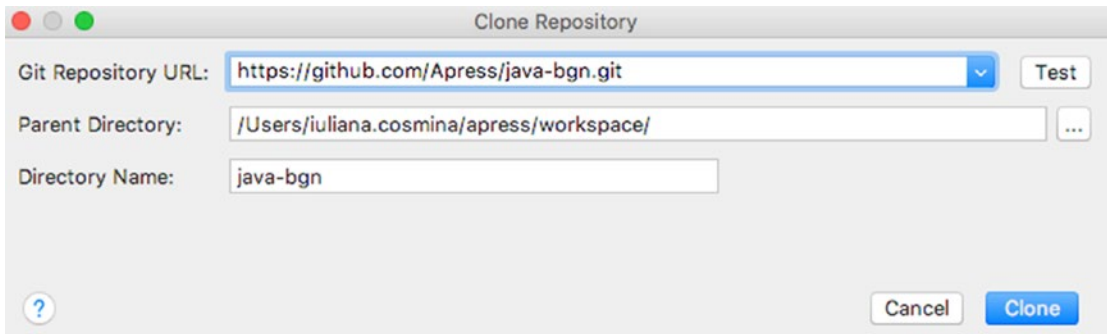 Clone Repository
Git Repository URL: https://github.com/Apress/java-bgn.git Test
Parent Directory: /Users/iuliana.cosmina/apress/workspace/ ...
Directory Name: java-bgn
? Cancel Clone